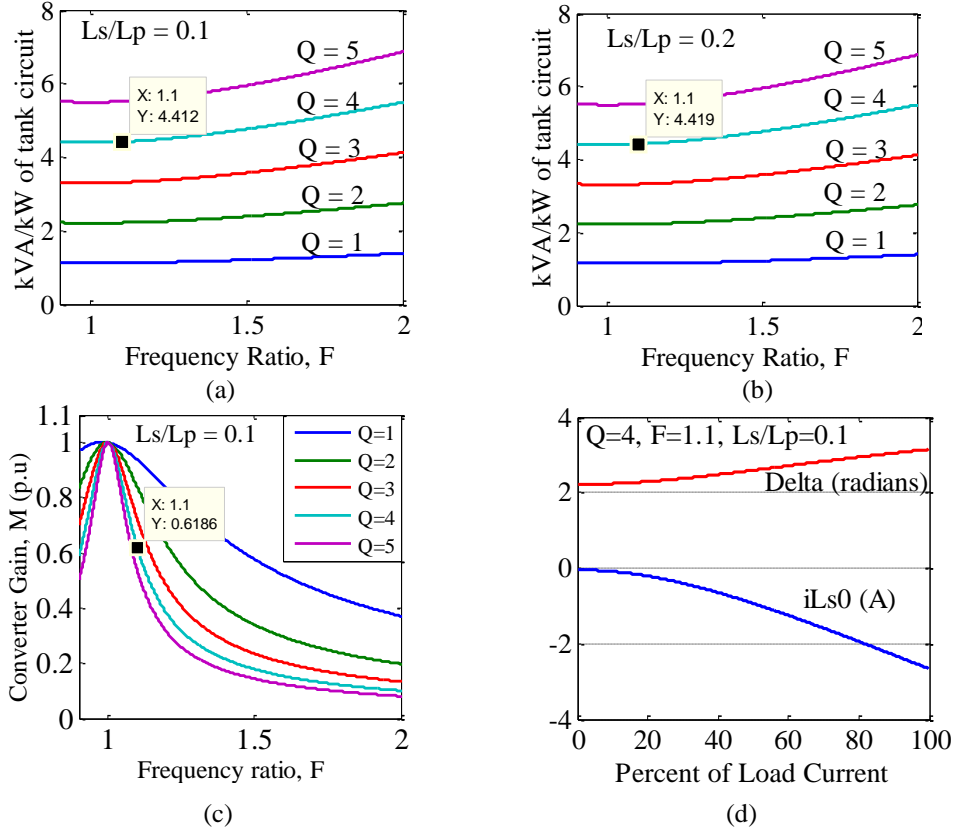 kVA/kW of tank circuit
8
6
4
2
0
Ls/Lp = 0.1
Q = 5
X: 1.1
Y: 4.412
Q = 4
Q = 3
Q = 2
Q = 1
1
1.5
2
Frequency Ratio, F
(a)
kVA/kW of tank circuit
8
6
4
2
0
Ls/Lp = 0.2
Q = 5
X: 1.1
Y: 4.419
Q = 4
Q = 3
Q = 2
Q = 1
1
1.5
2
Frequency Ratio, F
(b)
Converter Gain, M (p.u)
1.1
1
0.8
0.6
0.4
0.2
0
Ls/Lp = 0.1
X: 1.1
Y: 0.6186
Q=1
Q=2
Q=3
Q=4
Q=5
1
1.5
2
Frequency ratio, F
(c)
4
2
0
-2
-4
Q=4, F=1.1, Ls/Lp=0.1
Delta (radians)
iLs0 (A)
0
20
40
60
80
100
Percent of Load Current
(d)